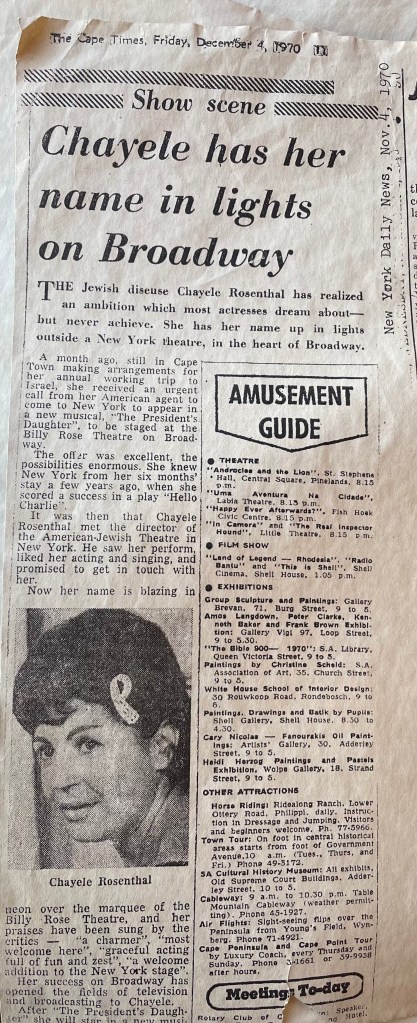 The Cape Times, Friday, December 4, 1970 11
Show scene
Chayele has her
name in lights
on Broadway
THE Jewish diseuse Chayele Rosenthal has realized
an ambition which most actresses dream about—
but never achieve. She has her name up in lights
outside a New York theatre, in the heart of Broadway.
A month ago, still in Cape
Town making arrangements for
her annual working trip to
Israel, she received an urgent
call from her American agent to
come to New York to appear in
a new musical, "The President's
Daughter", to be staged at the
Billy Rose Theatre on Broad-
way.
The offer was excellent, the
possibilities enormous. She knew
New York from her six months'
stay a few years ago, when she
scored a success in a play "Hello
Charlie".
It was then that Chayele
Rosenthal met the director of
the American-Jewish Theatre in
New York. He saw her perform,
liked her acting and singing, and
promised to get in touch with
her.
Now her name is blazing in
Chayele Rosenthal
neon over the marquee of the
Billy Rose Theatre, and her
praises have been sung by the
critics — "a charmer", "most
welcome here", "graceful acting
full of fun and zest", "a welcome
addition to the New York stage".
Her success on Broadway has
opened the fields of television
and broadcasting to Chayele.
After "The President's Daugh-
ter" she will star in a new musi-
AMUSEMENT
GUIDE
● THEATRE
"Androcles and the Lion", St. Stephens
Hall, Central Square, Pinelands, 8.15
p.m.
"Uma Aventura Na Cidade",
Labia Theatre, 8.15 p.m.
"Happy Ever Afterwards?", Fish Hoek
Civic Centre, 8.15 p.m.
"In Camera" and "The Real Inspector
Hound", Little Theatre, 8.15 p.m.
● FILM SHOW
"Land of Legend — Rhodesia", "Radio
Bantu" and "This is Shell", Shell
Cinema, Shell House, 1.05 p.m.
● EXHIBITIONS
Group Sculpture and Paintings: Gallery
Brevan, 71, Burg Street, 9 to 5.
Amos Langdown, Peter Clarke, Ken-
neth Baker and Frank Brown Exhibi-
tion: Gallery Vigi 97, Loop Street,
9 to 5.30.
"The Bible 900— 1970": S.A. Library,
Queen Victoria Street, 9 to 5.
Paintings by Christine Scheid: S.A.
Association of Art, 35, Church Street,
9 to 5.
White House School of Interior Design:
30 Rouwkoop Road, Rondebosch, 9 to
6.
Paintings, Drawings and Batik by Pupils:
Shell Gallery, Shell House, 8.30 to
4.30.
Cary Nicolas — Fanourakis Oil Paint-
ings: Artists' Gallery, 30, Adderley
Street, 9 to 5.
Heidi Herzog Paintings and Pastels
Exhibition, Wolpe Gallery, 18, Strand
Street, 9 to 5.
OTHER ATTRACTIONS
Horse Riding: Ridealong Ranch, Lower
Ottery Road, Philippi, daily. Instruc-
tion in Dressage and Jumping. Visitors
and beginners welcome. Ph. 77-5966.
Town Tour: On foot in central historical
areas starts from foot of Government
Avenue, 10 a.m. (Tues., Thurs., and
Fri.) Phone 49-3172.
SA Cultural History Museum: All exhibits,
Old Supreme Court Buildings, Adder-
ley Street, 10 to 5.
Cableway: 9 a.m. to 10.30 p.m. Table
Mountain Cableway (weather permit-
ting). Phone 45-1927.
Air Flights: Sight-seeing flips over the
Peninsula from Young's Field, Wyn-
berg. Phone 71-4921.
Cape Peninsula and Cape Point Tour
by Luxury Coach, every Thursday and
Sunday. Phone 1661 or 39-9938
after hours.
Meetings To-day
Rotary Club of Speaker,
Hotel.
New York Daily News, Nov. 4, 1970